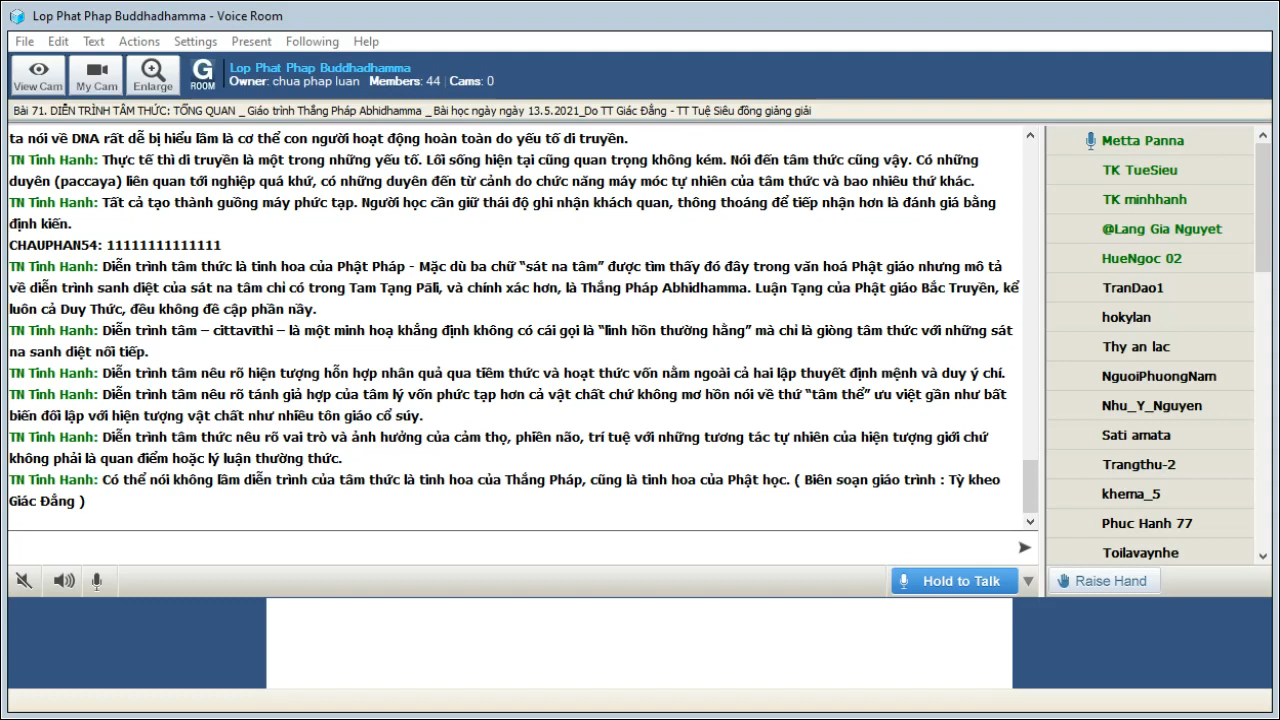 Lop Phat Phap Buddhadhamma - Voice Room
File Edit Text Actions Settings Present Following Help
View Cam My Cam Enlarge G ROOM
Lop Phat Phap Buddhadhamma
Owner: chua phap luan Members: 44 Cams: 0
Bài 71. DIỄN TRÌNH TÂM THỨC: TỔNG QUAN _ Giáo trình Thắng Pháp Abhidhamma _ Bài học ngày ngày 13.5.2021_Do TT Giác Đẳng - TT Tuệ Siêu đồng giảng giải
ta nói về DNA rất dễ bị hiểu lầm là cơ thể con người hoạt động hoàn toàn do yếu tố di truyền.
TN Tinh Hanh: Thực tế thì di truyền là một trong những yếu tố. Lối sống hiện tại cũng quan trọng không kém. Nói đến tâm thức cũng vậy. Có những
duyên (paccaya) liên quan tới nghiệp quá khứ, có những duyên đến từ cảnh do chức năng máy móc tự nhiên của tâm thức và bao nhiêu thứ khác.
TN Tinh Hanh: Tất cả tạo thành guồng máy phức tạp. Người học cần giữ thái độ ghi nhận khách quan, thông thoáng để tiếp nhận hơn là đánh giá bằng
định kiến.
CHAUPHAN54: 11111111111111
TN Tinh Hanh: Diễn trình tâm thức là tinh hoa của Phật Pháp - Mặc dù ba chữ “sát na tâm” được tìm thấy đó đây trong văn hoá Phật giáo nhưng mô tả
về diễn trình sanh diệt của sát na tâm chỉ có trong Tam Tạng Pāli, và chính xác hơn, là Thắng Pháp Abhidhamma. Luận Tạng của Phật giáo Bắc Truyền, kể
luôn cả Duy Thức, đều không đề cập phần nầy.
TN Tinh Hanh: Diễn trình tâm – cittavīthi – là một minh hoạ khẳng định không có cái gọi là “linh hồn thường hằng” mà chỉ là giòng tâm thức với những sát
na sanh diệt nối tiếp.
TN Tinh Hanh: Diễn trình tâm nêu rõ hiện tượng hỗn hợp nhân quả qua tiềm thức và hoạt thức vốn nằm ngoài cả hai lập thuyết định mệnh và duy ý chí.
TN Tinh Hanh: Diễn trình tâm nêu rõ tánh giả hợp của tâm lý vốn phức tạp hơn cả vật chất chứ không mơ hồn nói về thứ “tâm thể” ưu việt gần như bất
biến đối lập với hiện tượng vật chất như nhiều tôn giáo cổ súy.
TN Tinh Hanh: Diễn trình tâm thức nêu rõ vai trò và ảnh hưởng của cảm thọ, phiền não, trí tuệ với những tương tác tự nhiên của hiện tượng giới chứ
không phải là quan điểm hoặc lý luận thường thức.
TN Tinh Hanh: Có thể nói không lầm diễn trình của tâm thức là tinh hoa của Thắng Pháp, cũng là tinh hoa của Phật học. ( Biên soạn giáo trình : Tỳ kheo
Giác Đẳng )
Metta Panna
TK TueSieu
TK minhhanh
@Lang Gia Nguyet
HueNgoc 02
TranDao1
hokylan
Thy an lac
NguoiPhuongNam
Nhu_Y_Nguyen
Sati amata
Trangthu-2
khema_5
Phuc Hanh 77
Toilavaynhe
Hold to Talk
Raise Hand